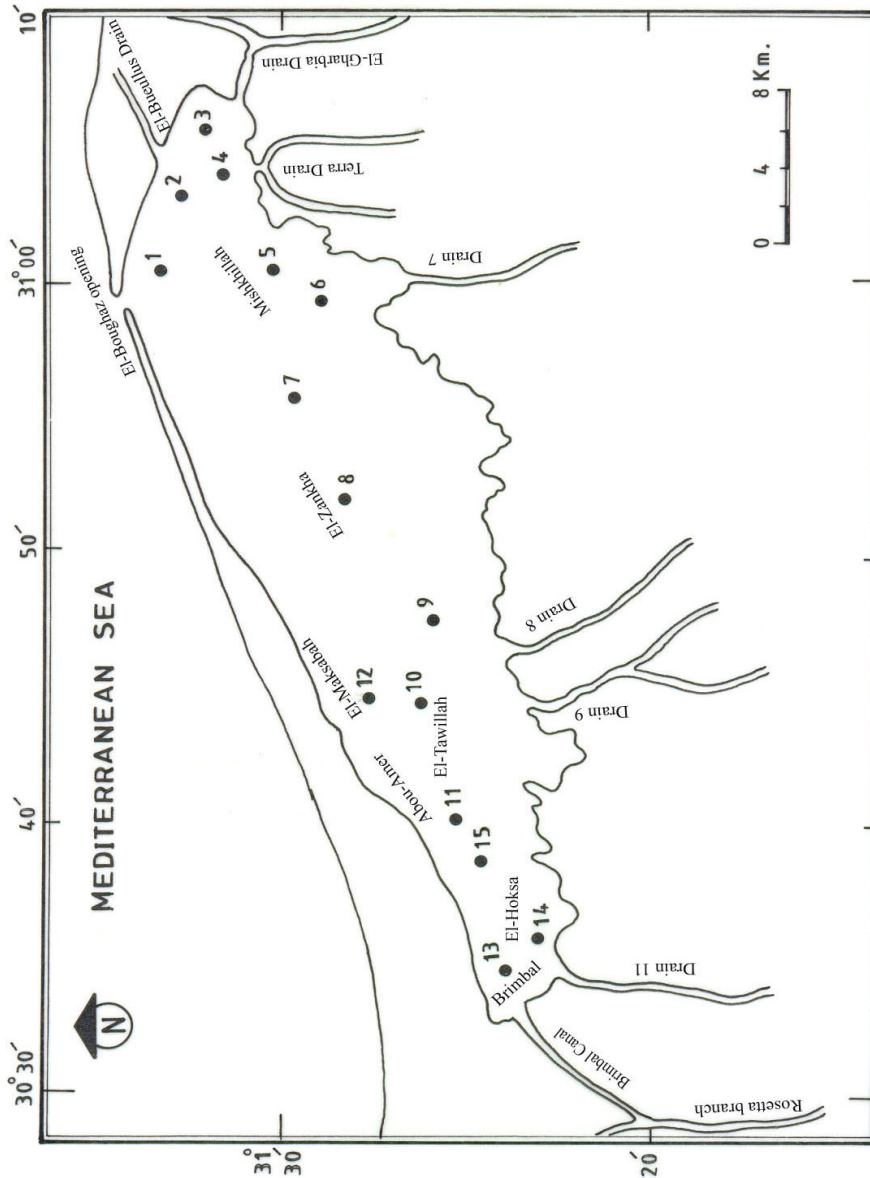 30° 30′
40′
50′
31° 00′
10′
MEDITERRANEAN SEA
N
31°
30′
20′
El-Boughaz opening
El-Burullus Drain
El-Gharbia Drain
Terra Drain
Drain 7
Drain 8
Drain 9
Drain 11
Brimbal Canal
Rosetta branch
Mishkhillah
El-Zankha
El-Maksabah
Abou-Amer
El-Tawillah
El-Hoksa
Brimbal
1
2
3
4
5
6
7
8
9
10
11
12
13
14
15
0 4 8 Km.